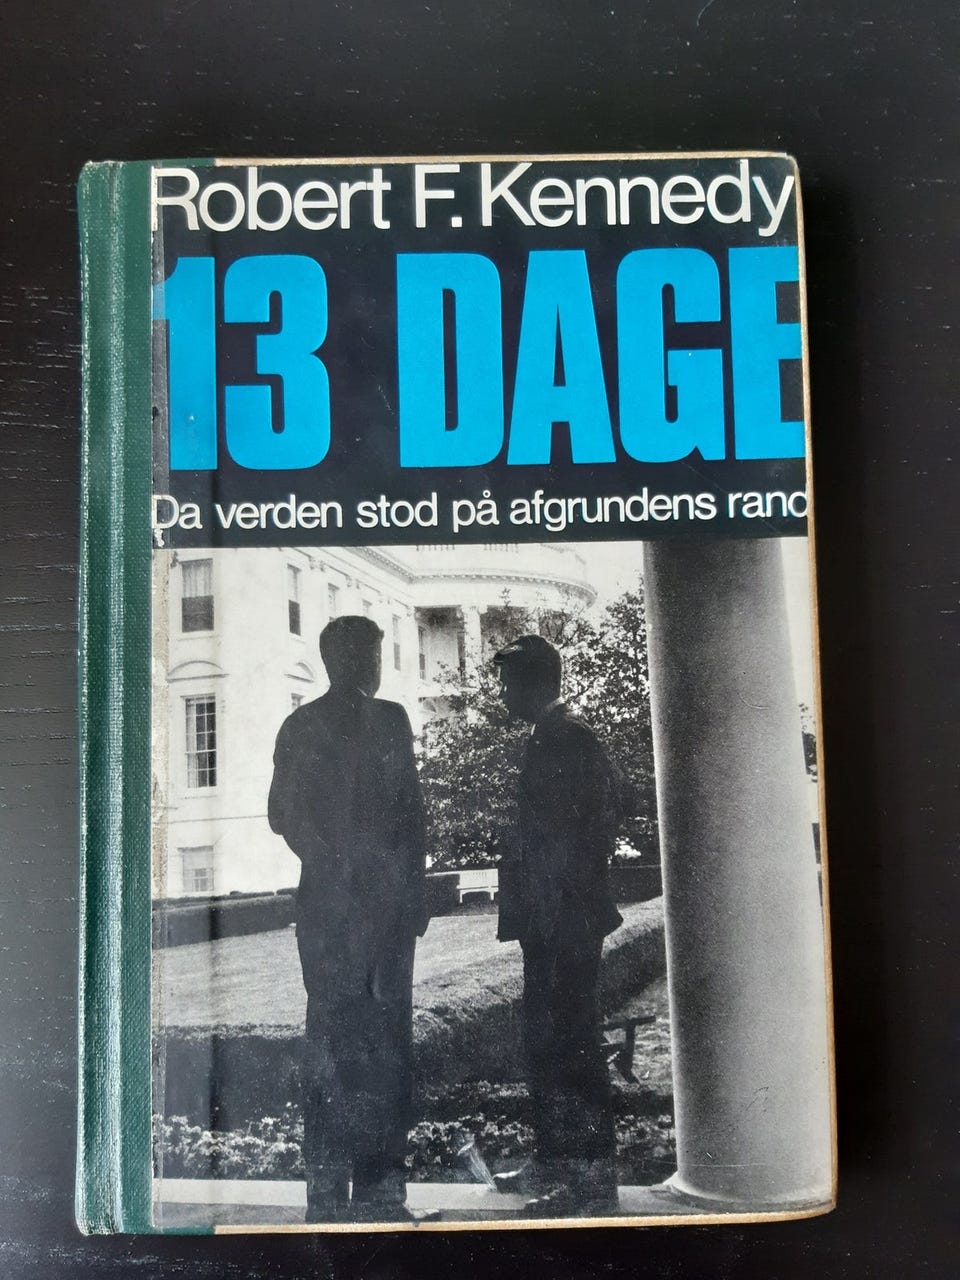 Robert F. Kennedy
13 DAGE
Da verden stod på afgrundens rand